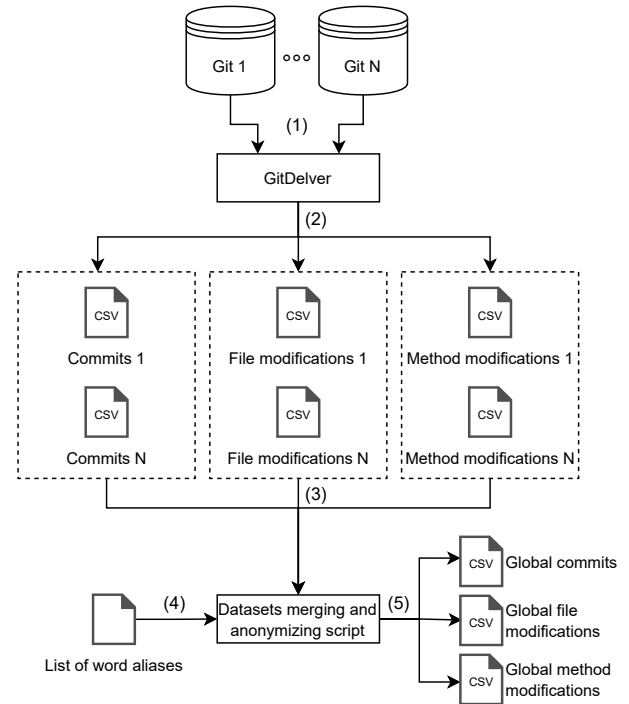 Git 1
Git N
(1)
GitDelver
(2)
CSV
CSV
CSV
Commits 1
File modifications 1
Method modifications 1
CSV
CSV
CSV
Commits N
File modifications N
Method modifications N
(3)
CSV
Global commits
(4)
Datasets merging and
anonymizing script
(5)
CSV
Global file
modifications
List of word aliases
CSV
Global method
modifications